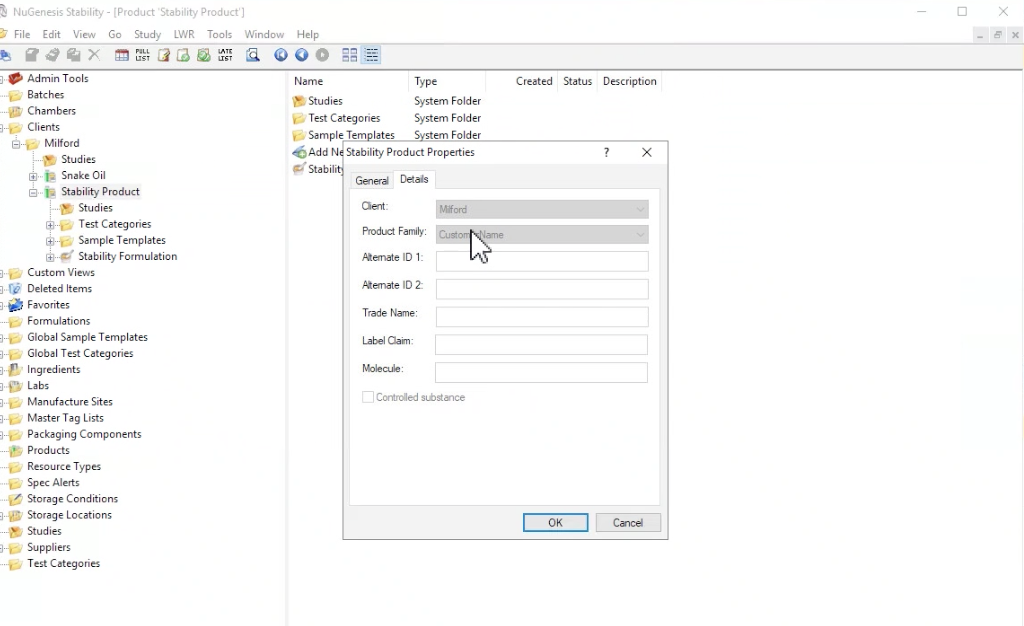 NuGenesis Stability - [Product 'Stability Product']
File Edit View Go Study LWR Tools Window Help
PULL LIST
LATE LIST
Admin Tools
Batches
Chambers
Clients
Milford
Studies
Snake Oil
Stability Product
Studies
Test Categories
Sample Templates
Stability Formulation
Custom Views
Deleted Items
Favorites
Formulations
Global Sample Templates
Global Test Categories
Ingredients
Labs
Manufacture Sites
Master Tag Lists
Packaging Components
Products
Resource Types
Spec Alerts
Storage Conditions
Storage Locations
Studies
Suppliers
Test Categories
Name Type Created Status Description
Studies System Folder
Test Categories System Folder
Sample Templates System Folder
Add Ne
Stability
Stability Product Properties
General Details
Client: Milford
Product Family:
Alternate ID 1:
Alternate ID 2:
Trade Name:
Label Claim:
Molecule:
Controlled substance
OK Cancel